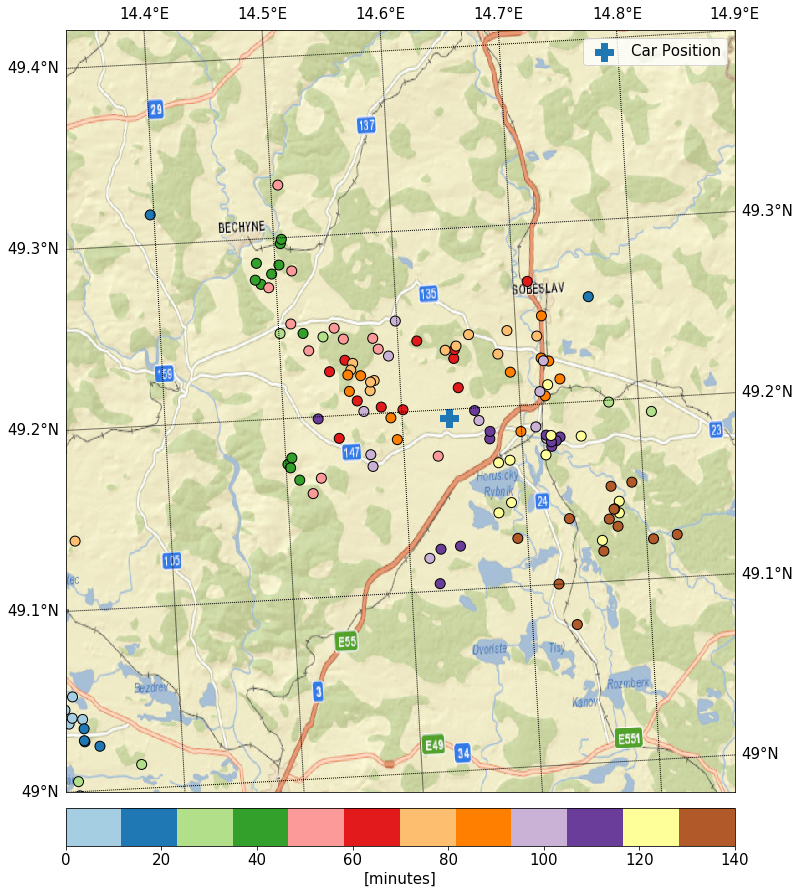 14.4°E 14.5°E 14.6°E 14.7°E 14.8°E 14.9°E
49.4°N
Car Position
29
137
49.3°N
49.3°N
BECHYNE
135
SOBESLAV
159
49.2°N
49.2°N
23
147
Horusicky
Rybnik
24
105
49.1°N
49.1°N
E55
Dvoriste
Tisy
Bezdrev
3
Rozmberk
Kanov
E49
34
E551
49°N
49°N
0 20 40 60 80 100 120 140
[minutes]